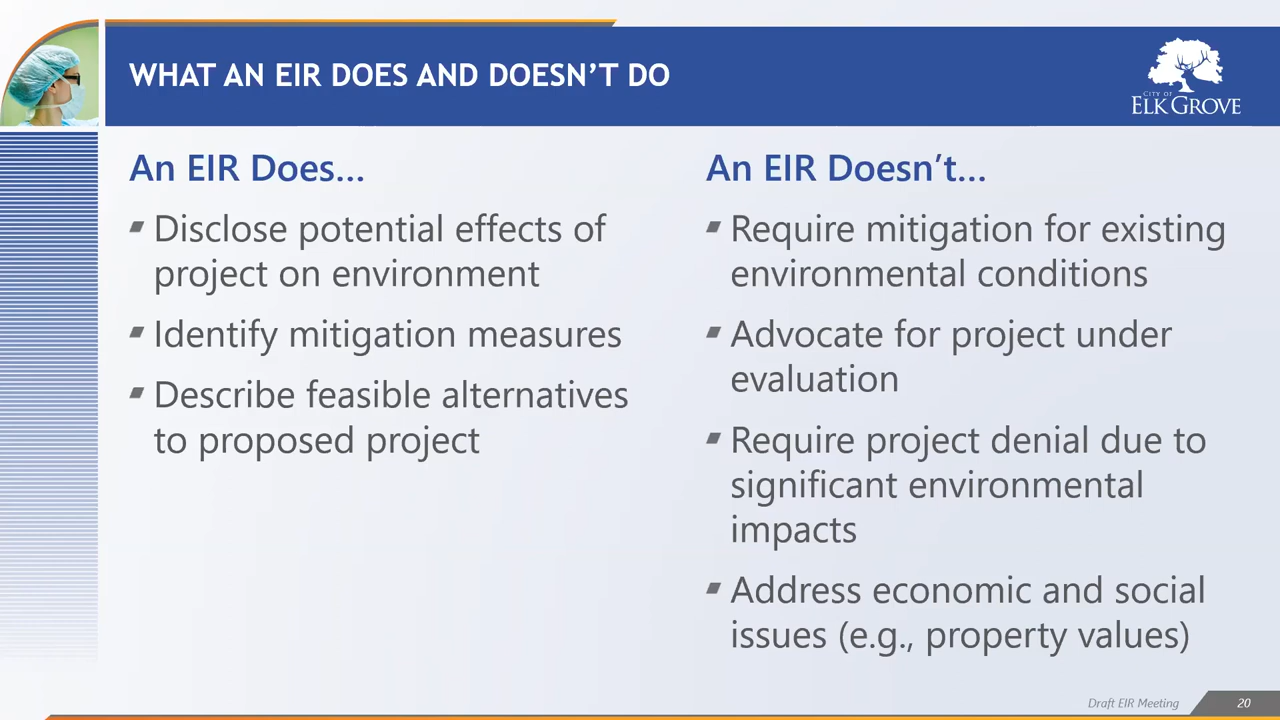 WHAT AN EIR DOES AND DOESN’T DO
CITY OF
ELK GROVE
An EIR Does...
Disclose potential effects of
project on environment
Identify mitigation measures
Describe feasible alternatives
to proposed project
An EIR Doesn’t...
Require mitigation for existing
environmental conditions
Advocate for project under
evaluation
Require project denial due to
significant environmental
impacts
Address economic and social
issues (e.g., property values)
Draft EIR Meeting
20